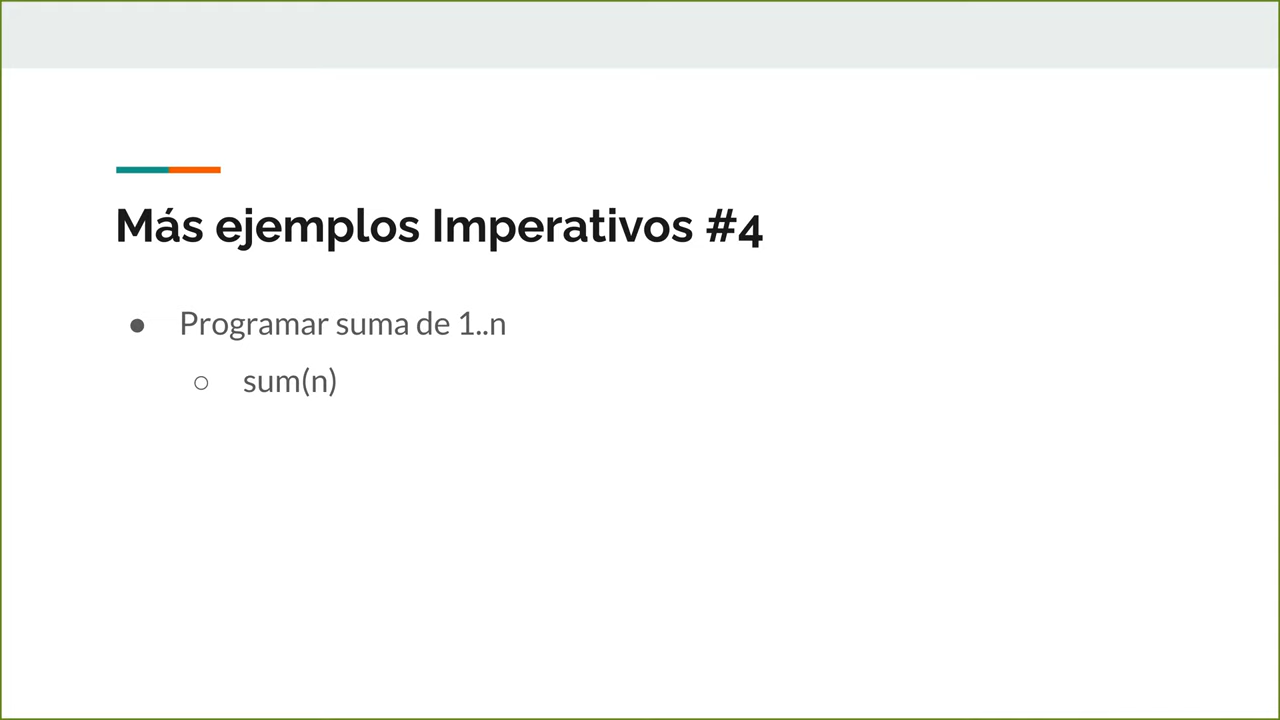 Más ejemplos Imperativos #4
● Programar suma de 1..n
○ sum(n)